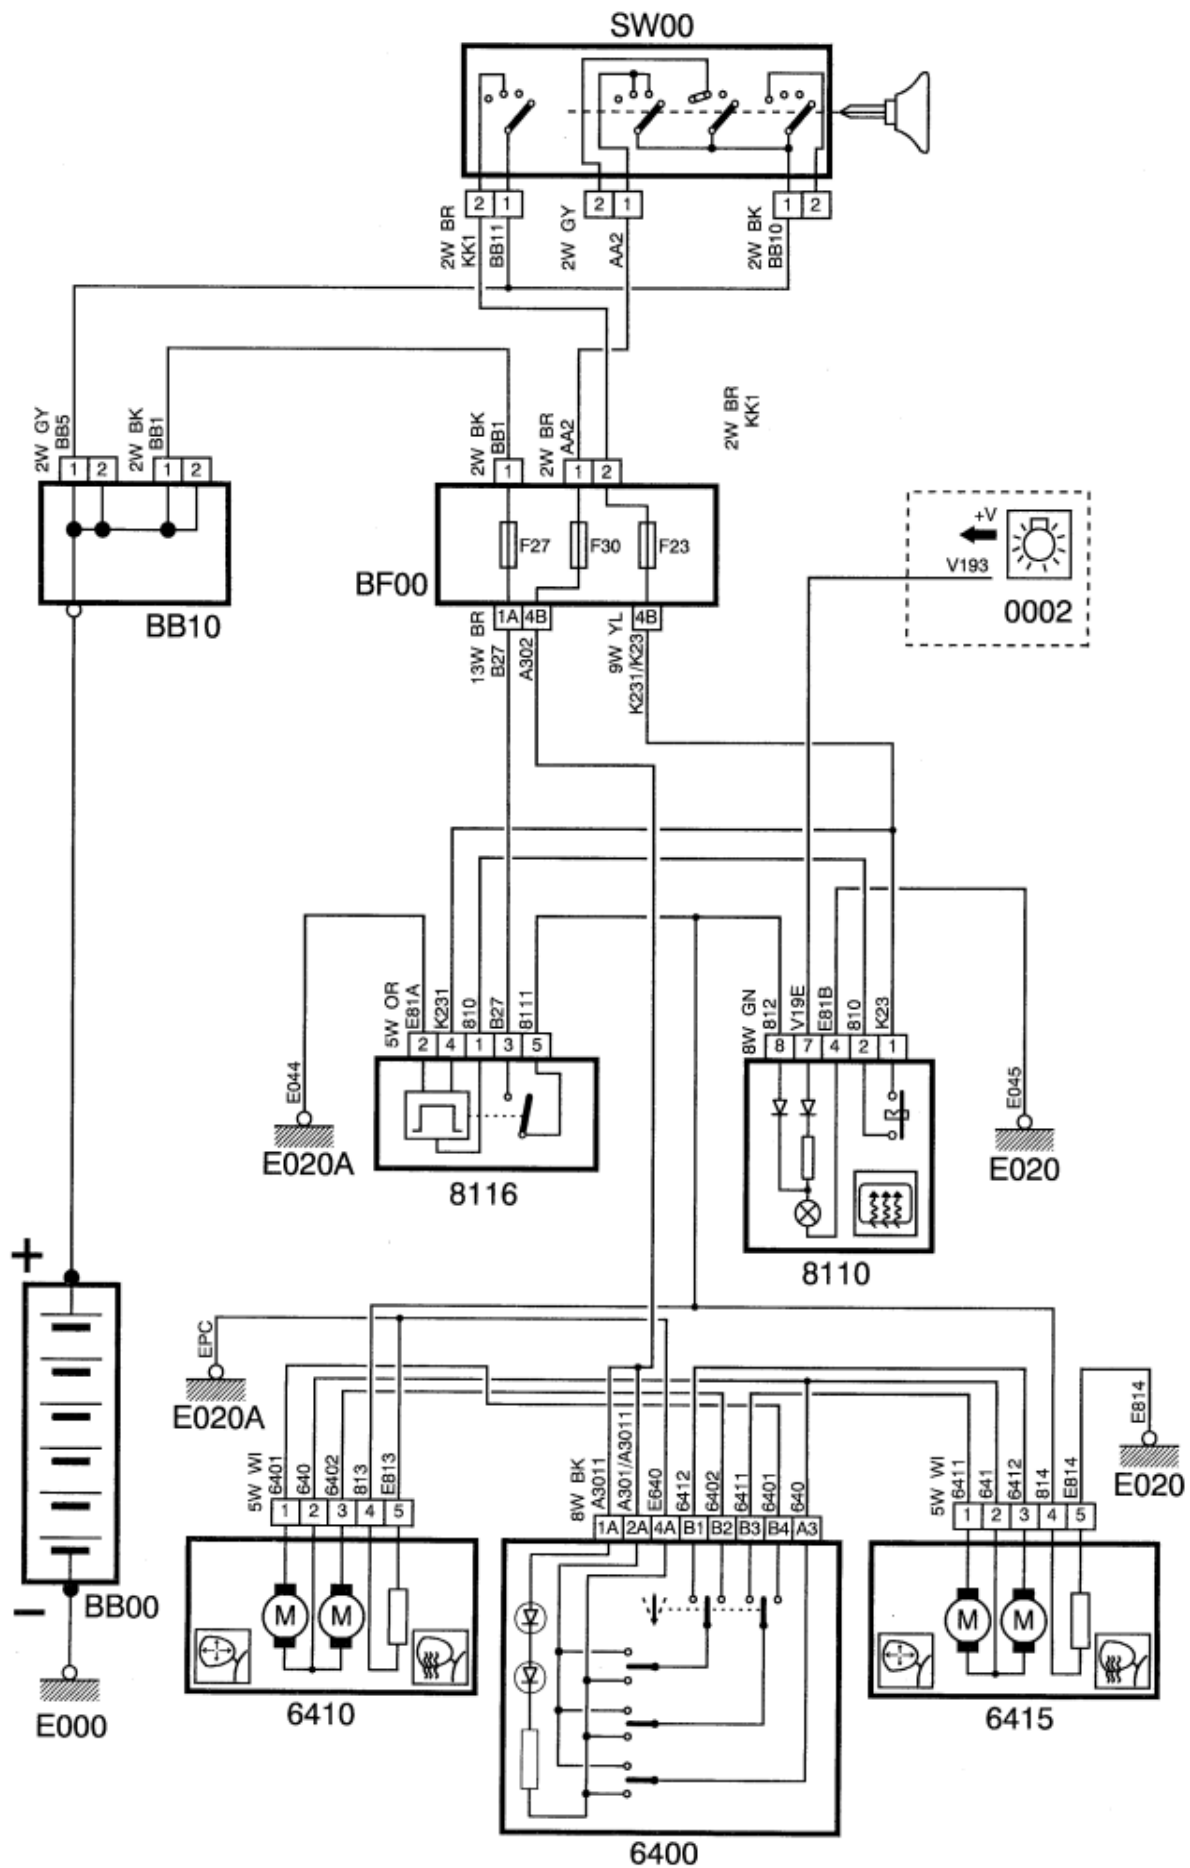 SW00
2 1 2 1 1 2
2W BR
KK1
BB11
2W GY
AA2
2W BK
BB10
2W GY
BB5
2W BK
BB1
2W BK
BB1
2W BR
AA2
2W BR
KK1
1 2 1 2
1 1 2
BB10
F27 F30 F23
BF00
1A 4B 4B
13W BR
B27
A302
9W YL
K231/K23
+V
V193
0002
5W OR
E81A
K231
810
B27
8111
2 4 1 3 5
8116
E044
E020A
8W GN
812
V19E
E81B
810
K23
8 7 4 2 1
8110
E045
E020
+
BB00
−
E000
EPC
E020A
5W WI
6401
640
6402
813
E813
1 2 3 4 5
M M
6410
8W BK
A3011
A301/A3011
E640
6412
6402
6411
6401
640
1A 2A 4A B1 B2 B3 B4 A3
6400
5W WI
6411
641
6412
814
E814
1 2 3 4 5
M M
6415
E814
E020